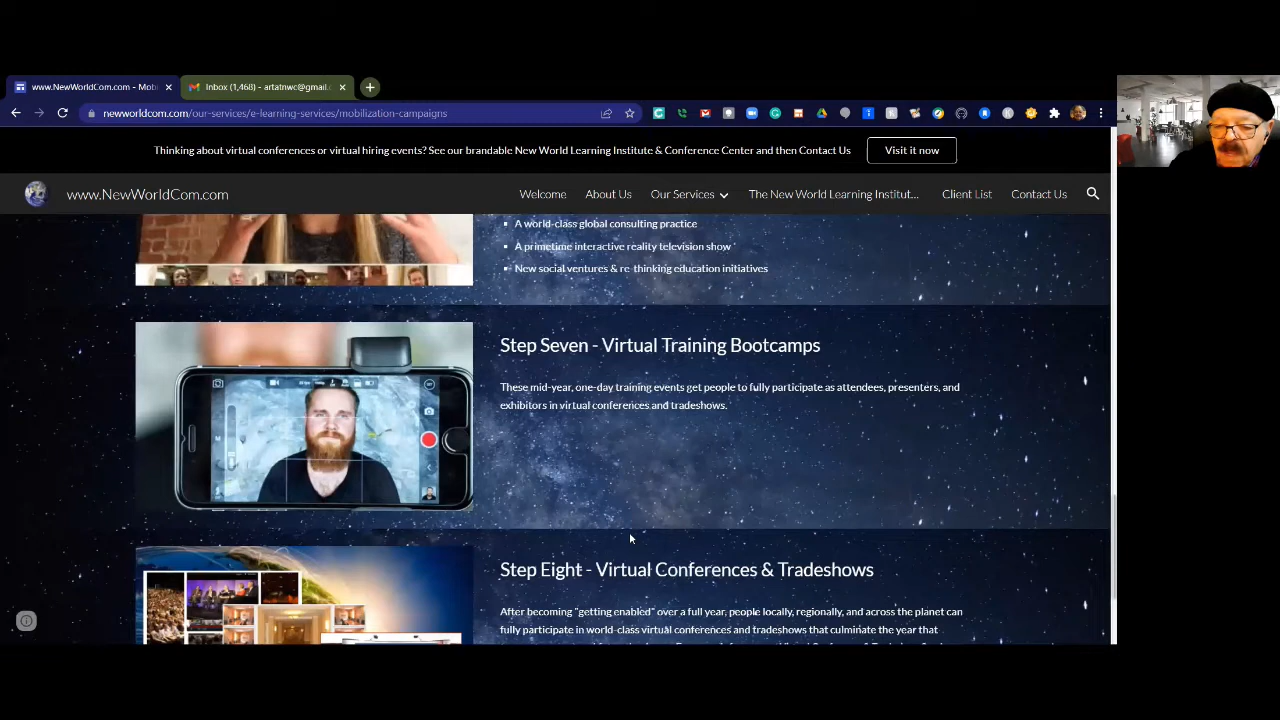 www.NewWorldCom.com - Mobi
Inbox (1,468) - artatnwc@gmail.c
newworldcom.com/our-services/e-learning-services/mobilization-campaigns
Thinking about virtual conferences or virtual hiring events? See our brandable New World Learning Institute & Conference Center and then Contact Us
Visit it now
www.NewWorldCom.com
Welcome
About Us
Our Services
The New World Learning Institut...
Client List
Contact Us
A world-class global consulting practice
A primetime interactive reality television show
New social ventures & re-thinking education initiatives
Step Seven - Virtual Training Bootcamps
These mid-year, one-day training events get people to fully participate as attendees, presenters, and
exhibitors in virtual conferences and tradeshows.
Step Eight - Virtual Conferences & Tradeshows
After becoming "getting enabled" over a full year, people locally, regionally, and across the planet can
fully participate in world-class virtual conferences and tradeshows that culminate the year that